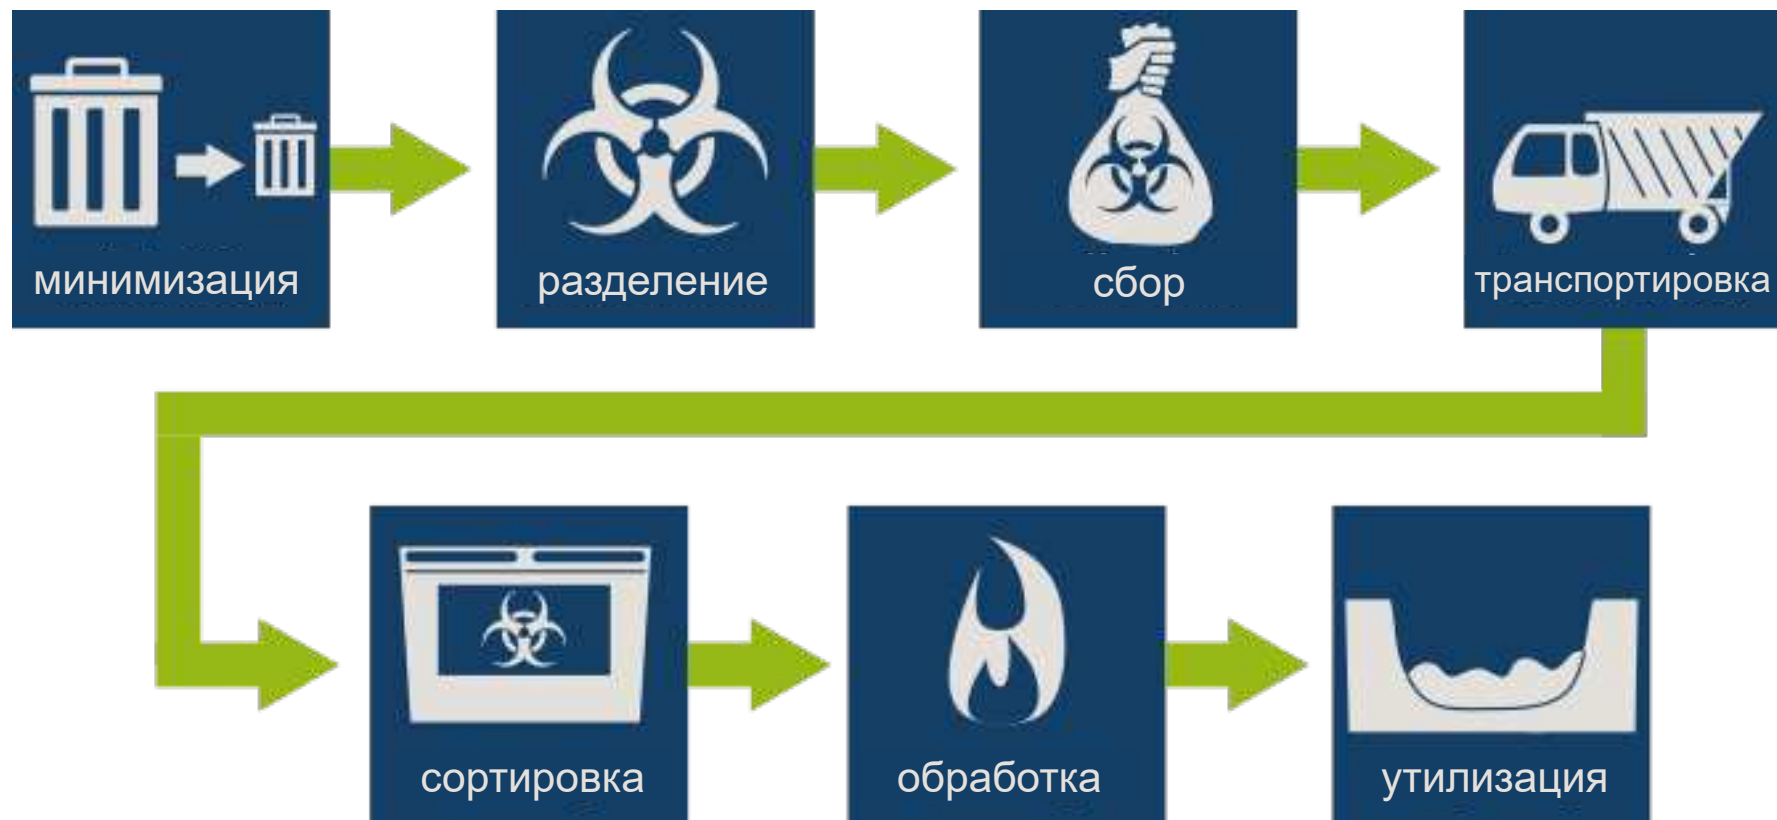 минимизация
разделение
сбор
транспортировка
сортировка
обработка
утилизация